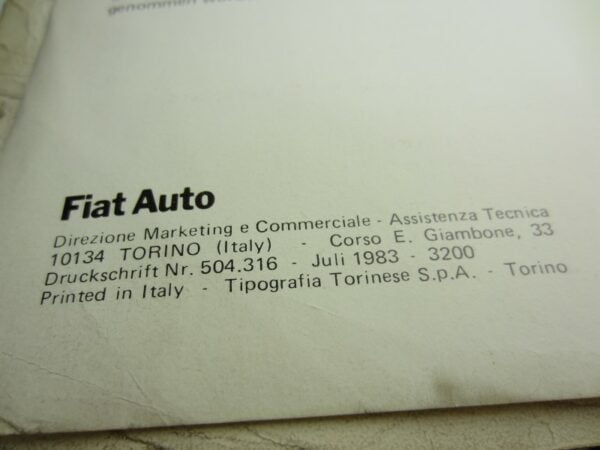 genommen
Fiat Auto
Direzione Marketing e Commerciale - Assistenza Tecnica
10134 TORINO (Italy) - Corso E. Giambone, 33
Druckschrift Nr. 504.316 - Juli 1983 - 3200
Printed in Italy - Tipografia Torinese S.p.A. - Torino